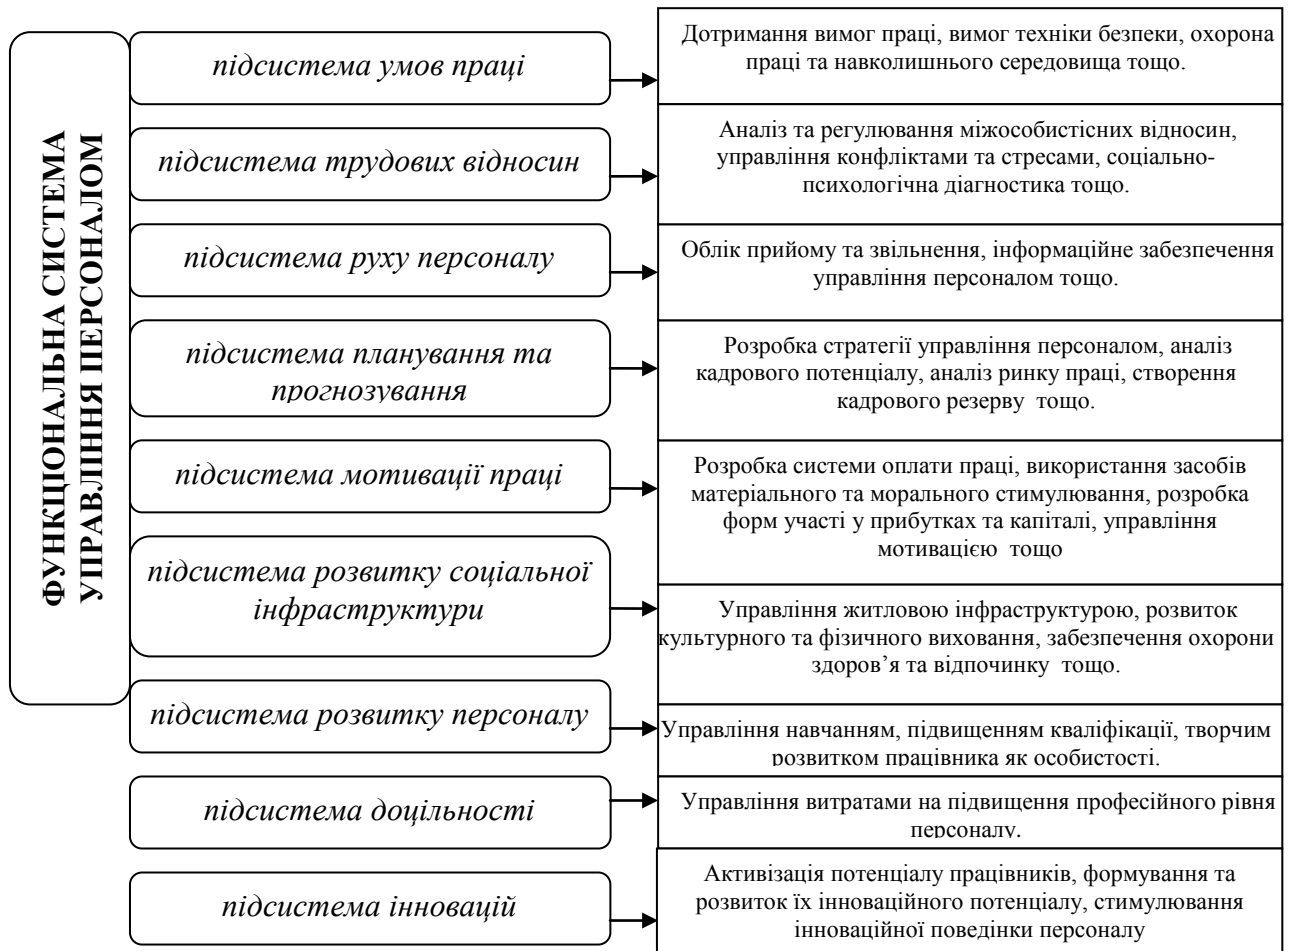 ФУНКЦІОНАЛЬНА СИСТЕМА
УПРАВЛІННЯ ПЕРСОНАЛОМ
підсистема умов праці
Дотримання вимог праці, вимог техніки безпеки, охорона
праці та навколишнього середовища тощо.
підсистема трудових відносин
Аналіз та регулювання міжособистісних відносин,
управління конфліктами та стресами, соціально-
психологічна діагностика тощо.
підсистема руху персоналу
Облік прийому та звільнення, інформаційне забезпечення
управління персоналом тощо.
підсистема планування та
прогнозування
Розробка стратегії управління персоналом, аналіз
кадрового потенціалу, аналіз ринку праці, створення
кадрового резерву тощо.
підсистема мотивації праці
Розробка системи оплати праці, використання засобів
матеріального та морального стимулювання, розробка
форм участі у прибутках та капіталі, управління
мотивацією тощо
підсистема розвитку соціальної
інфраструктури
Управління житловою інфраструктурою, розвиток
культурного та фізичного виховання, забезпечення охорони
здоров’я та відпочинку тощо.
підсистема розвитку персоналу
Управління навчанням, підвищенням кваліфікації, творчим
розвитком працівника як особистості.
підсистема доцільності
Управління витратами на підвищення професійного рівня
персоналу.
підсистема інновацій
Активізація потенціалу працівників, формування та
розвиток їх інноваційного потенціалу, стимулювання
інноваційної поведінки персоналу